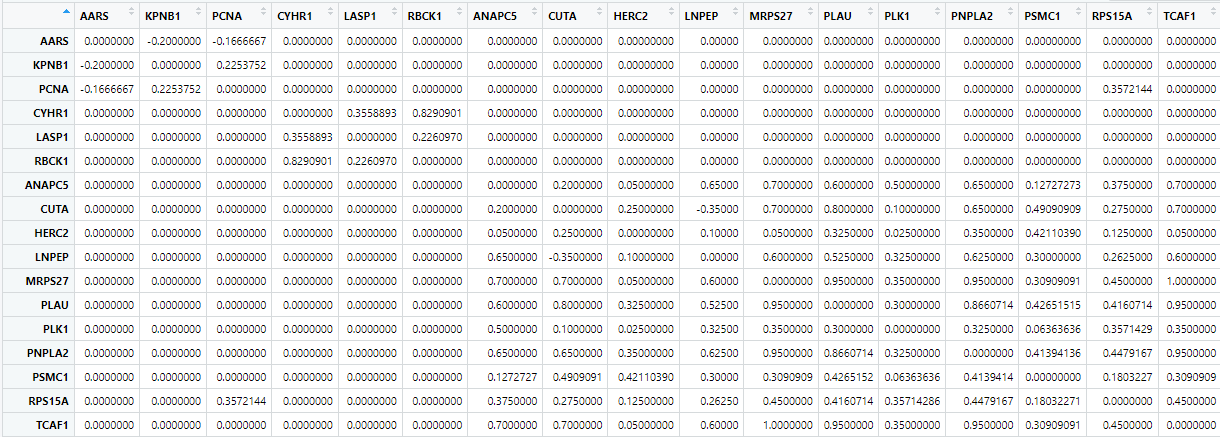 AARS KPNB1 PCNA CYHR1 LASP1 RBCK1 ANAPC5 CUTA HERC2 LNPEP MRPS27 PLAU PLK1 PNPLA2 PSMC1 RPS15A TCAF1
AARS 0.0000000 -0.2000000 -0.1666667 0.0000000 0.0000000 0.0000000 0.0000000 0.0000000 0.00000000 0.00000 0.0000000 0.0000000 0.00000000 0.0000000 0.00000000 0.0000000 0.0000000
KPNB1 -0.2000000 0.0000000 0.2253752 0.0000000 0.0000000 0.0000000 0.0000000 0.0000000 0.00000000 0.00000 0.0000000 0.0000000 0.00000000 0.0000000 0.00000000 0.0000000 0.0000000
PCNA -0.1666667 0.2253752 0.0000000 0.0000000 0.0000000 0.0000000 0.0000000 0.0000000 0.00000000 0.00000 0.0000000 0.0000000 0.00000000 0.0000000 0.00000000 0.3572144 0.0000000
CYHR1 0.0000000 0.0000000 0.0000000 0.0000000 0.3558893 0.8290901 0.0000000 0.0000000 0.00000000 0.00000 0.0000000 0.0000000 0.00000000 0.0000000 0.00000000 0.0000000 0.0000000
LASP1 0.0000000 0.0000000 0.0000000 0.3558893 0.0000000 0.2260970 0.0000000 0.0000000 0.00000000 0.00000 0.0000000 0.0000000 0.00000000 0.0000000 0.00000000 0.0000000 0.0000000
RBCK1 0.0000000 0.0000000 0.0000000 0.8290901 0.2260970 0.0000000 0.0000000 0.0000000 0.00000000 0.00000 0.0000000 0.0000000 0.00000000 0.0000000 0.00000000 0.0000000 0.0000000
ANAPC5 0.0000000 0.0000000 0.0000000 0.0000000 0.0000000 0.0000000 0.0000000 0.2000000 0.05000000 0.65000 0.7000000 0.6000000 0.50000000 0.6500000 0.12727273 0.3750000 0.7000000
CUTA 0.0000000 0.0000000 0.0000000 0.0000000 0.0000000 0.0000000 0.2000000 0.0000000 0.25000000 -0.35000 0.7000000 0.8000000 0.10000000 0.6500000 0.49090909 0.2750000 0.7000000
HERC2 0.0000000 0.0000000 0.0000000 0.0000000 0.0000000 0.0000000 0.0500000 0.2500000 0.00000000 0.10000 0.0500000 0.3250000 0.02500000 0.3500000 0.42110390 0.1250000 0.0500000
LNPEP 0.0000000 0.0000000 0.0000000 0.0000000 0.0000000 0.0000000 0.6500000 -0.3500000 0.10000000 0.00000 0.6000000 0.5250000 0.32500000 0.6250000 0.30000000 0.2625000 0.6000000
MRPS27 0.0000000 0.0000000 0.0000000 0.0000000 0.0000000 0.0000000 0.7000000 0.7000000 0.05000000 0.60000 0.0000000 0.9500000 0.35000000 0.9500000 0.30909091 0.4500000 1.0000000
PLAU 0.0000000 0.0000000 0.0000000 0.0000000 0.0000000 0.0000000 0.6000000 0.8000000 0.32500000 0.52500 0.9500000 0.0000000 0.30000000 0.8660714 0.42651515 0.4160714 0.9500000
PLK1 0.0000000 0.0000000 0.0000000 0.0000000 0.0000000 0.0000000 0.5000000 0.1000000 0.02500000 0.32500 0.3500000 0.3000000 0.00000000 0.3250000 0.06363636 0.3571429 0.3500000
PNPLA2 0.0000000 0.0000000 0.0000000 0.0000000 0.0000000 0.0000000 0.6500000 0.6500000 0.35000000 0.62500 0.9500000 0.8660714 0.32500000 0.0000000 0.41394136 0.4479167 0.9500000
PSMC1 0.0000000 0.0000000 0.0000000 0.0000000 0.0000000 0.0000000 0.1272727 0.4909091 0.42110390 0.30000 0.3090909 0.4265152 0.06363636 0.4139414 0.00000000 0.1803227 0.3090909
RPS15A 0.0000000 0.0000000 0.3572144 0.0000000 0.0000000 0.0000000 0.3750000 0.2750000 0.12500000 0.26250 0.4500000 0.4160714 0.35714286 0.4479167 0.18032271 0.0000000 0.4500000
TCAF1 0.0000000 0.0000000 0.0000000 0.0000000 0.0000000 0.0000000 0.7000000 0.7000000 0.05000000 0.60000 1.0000000 0.9500000 0.35000000 0.9500000 0.30909091 0.4500000 0.0000000